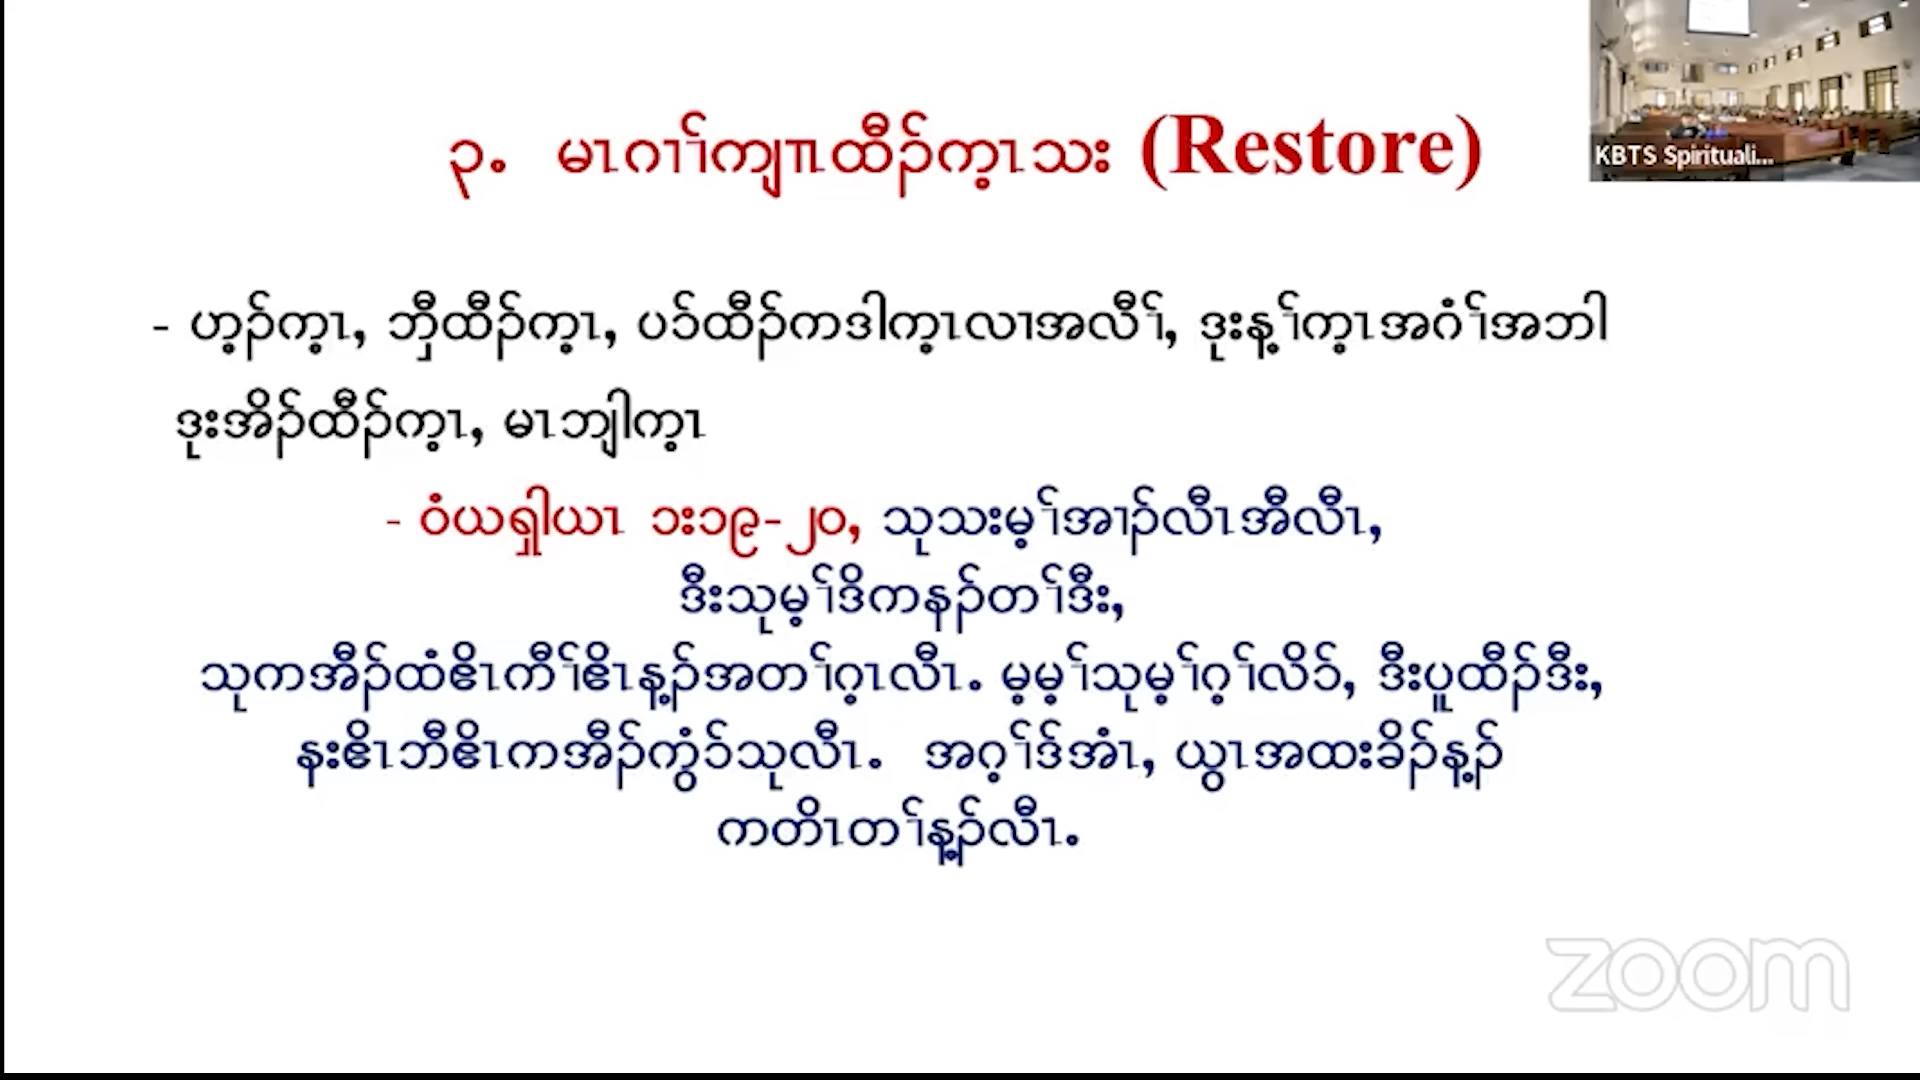 ၃. မၤဂၢၢ်ကျၢၤထီၣ်က့ၤသး (Restore)
KBTS Spirituali...
- ဟ့ၣ်က့ၤ, ဘှီထီၣ်က့ၤ, ပာ်ထီၣ်ကဒါက့ၤလၢအလီၢ်, ဒုးန့ၢ်က့ၤအဂံၢ်အဘါ
ဒုးအိၣ်ထီၣ်က့ၤ, မၤဘျါက့ၤ
- ဝံယရှါယၤ ၁း၁၉-၂၀, သုသးမ့ၢ်အၢၣ်လီၤအီလီၤ,
ဒီးသုမ့ၢ်ဒိကနၣ်တၢ်ဒီး,
သုကအီၣ်ထံဧိၤကီၢ်ဧိၤန့ၣ်အတၢ်ဂ့ၤလီၤ. မ့မ့ၢ်သုမ့ၢ်ဂ့ၢ်လိာ်, ဒီးပူထီၣ်ဒီး,
နးဧိၤဘီဧိၤကအီၣ်ကွံာ်သုလီၤ. အဂ့ၢ်ဒ်အံၤ, ယွၤအထးခိၣ်န့ၣ်
ကတိၤတၢ်န့ၣ်လီၤ.
zoom